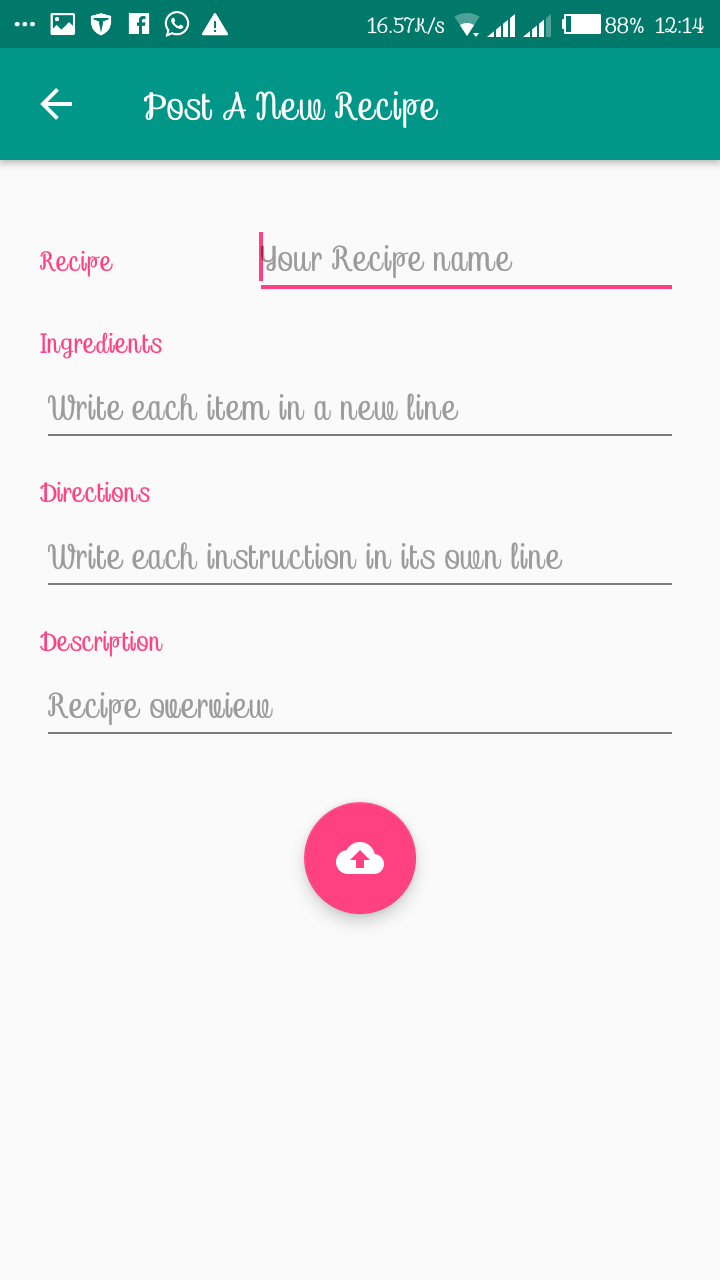 16.57K/s 88% 12:14
Post A New Recipe
Recipe Your Recipe name
Ingredients
Write each item in a new line
Directions
Write each instruction in its own line
Description
Recipe overview